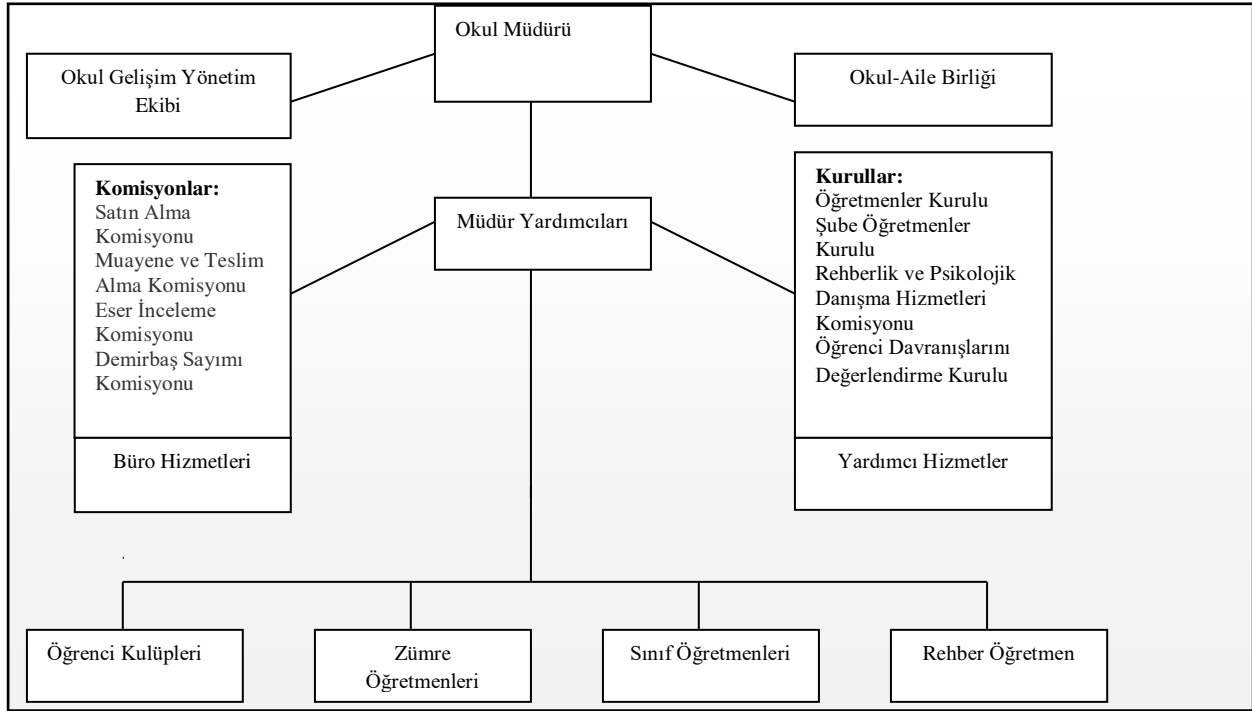 Okul Müdürü
Okul Gelişim Yönetim
Ekibi
Okul-Aile Birliği
Komisyonlar:
Satın Alma
Komisyonu
Muayene ve Teslim
Alma Komisyonu
Eser İnceleme
Komisyonu
Demirbaş Sayımı
Komisyonu
Müdür Yardımcıları
Kurullar:
Öğretmenler Kurulu
Şube Öğretmenler
Kurulu
Rehberlik ve Psikolojik
Danışma Hizmetleri
Komisyonu
Öğrenci Davranışlarını
Değerlendirme Kurulu
Büro Hizmetleri
Yardımcı Hizmetler
Öğrenci Kulüpleri
Zümre
Öğretmenleri
Sınıf Öğretmenleri
Rehber Öğretmen